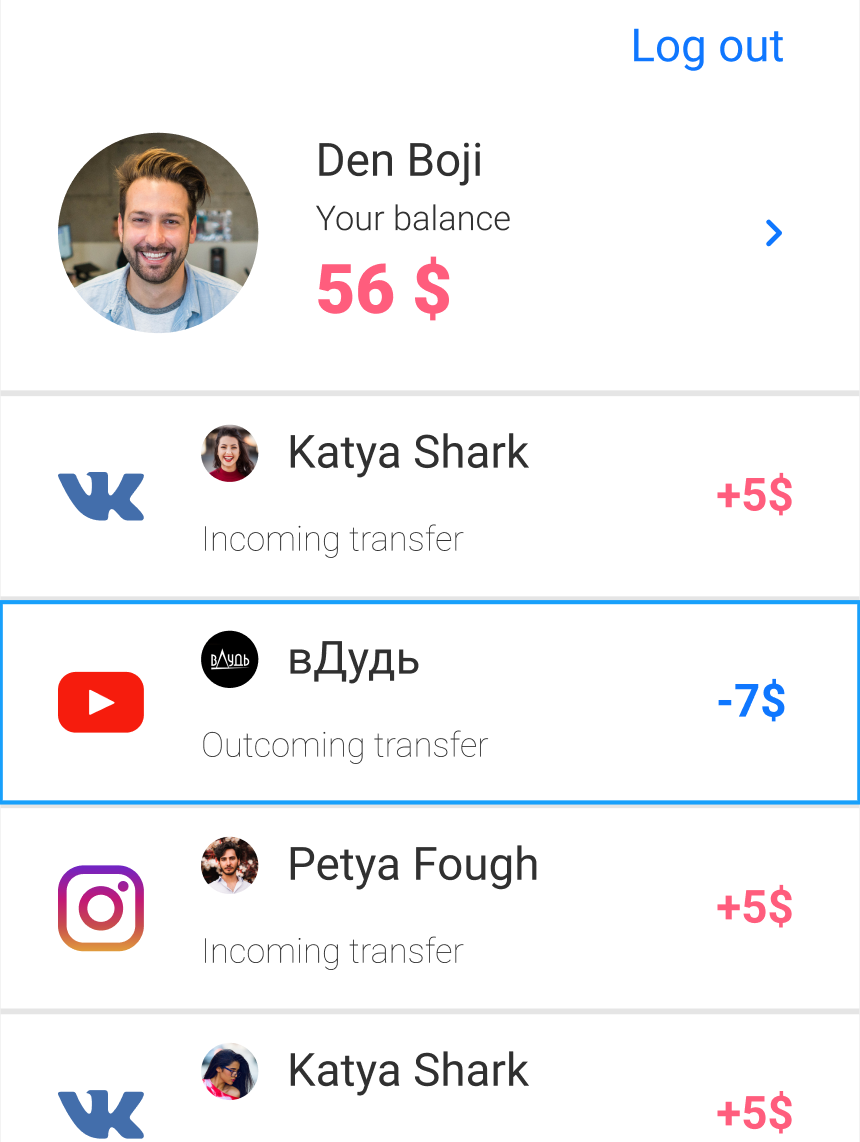 Log out
Den Boji
Your balance
56 $
Katya Shark
+5$
Incoming transfer
вДудь
вДудь
-7$
Outcoming transfer
Petya Fough
+5$
Incoming transfer
Katya Shark
+5$